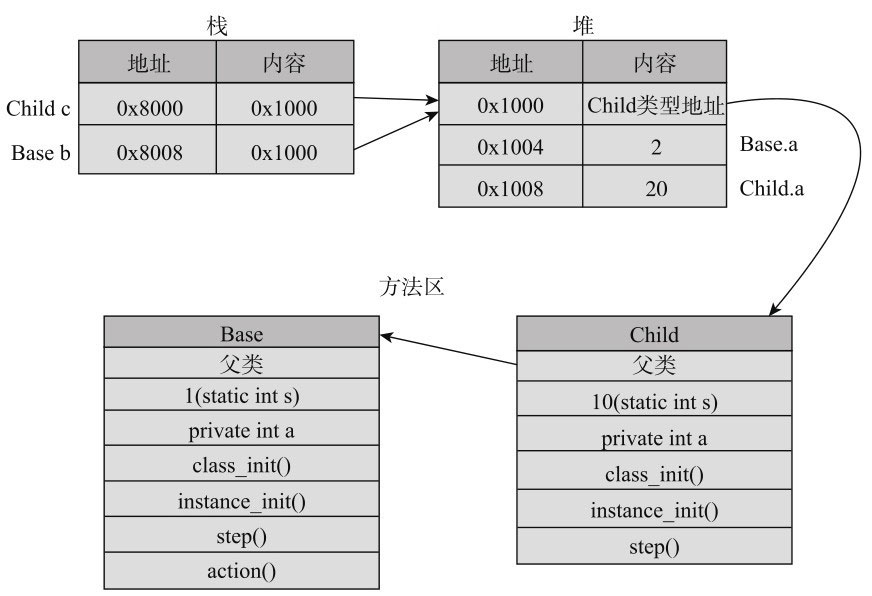 栈
地址 内容
Child c 0x8000 0x1000
Base b 0x8008 0x1000
堆
地址 内容
0x1000 Child类型地址
0x1004 2 Base.a
0x1008 20 Child.a
方法区
Base
父类
1(static int s)
private int a
class_init()
instance_init()
step()
action()
Child
父类
10(static int s)
private int a
class_init()
instance_init()
step()